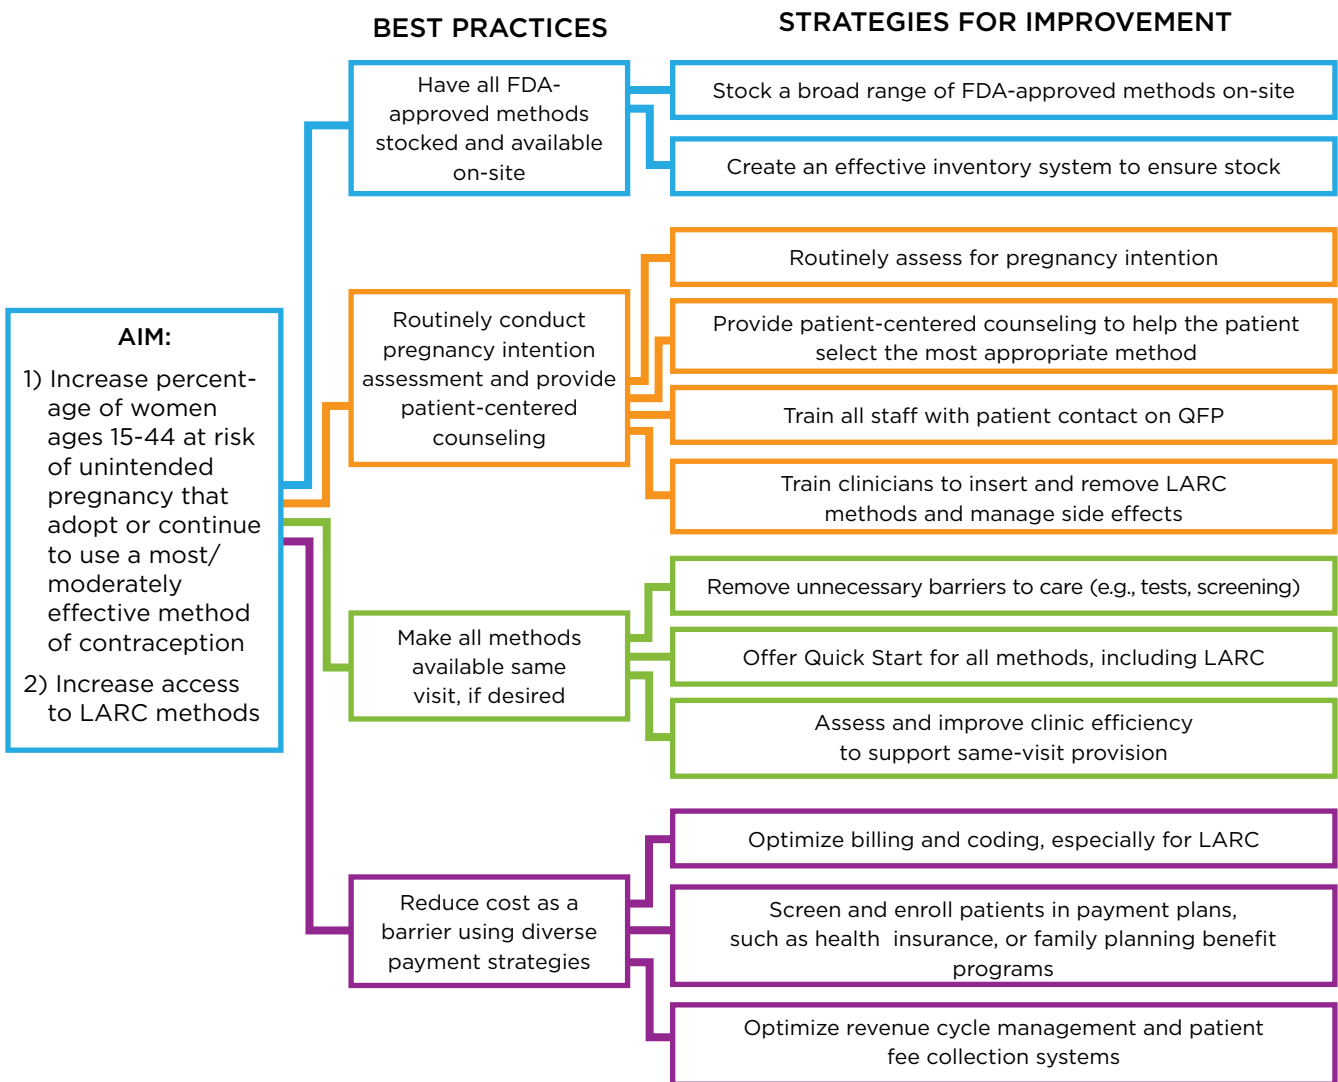 BEST PRACTICES
STRATEGIES FOR IMPROVEMENT
AIM:
1) Increase percent-
age of women
ages 15-44 at risk
of unintended
pregnancy that
adopt or continue
to use a most/
moderately
effective method
of contraception
2) Increase access
to LARC methods
Have all FDA-
approved methods
stocked and available
on-site
Stock a broad range of FDA-approved methods on-site
Create an effective inventory system to ensure stock
Routinely conduct
pregnancy intention
assessment and provide
patient-centered
counseling
Routinely assess for pregnancy intention
Provide patient-centered counseling to help the patient
select the most appropriate method
Train all staff with patient contact on QFP
Train clinicians to insert and remove LARC
methods and manage side effects
Make all methods
available same
visit, if desired
Remove unnecessary barriers to care (e.g., tests, screening)
Offer Quick Start for all methods, including LARC
Assess and improve clinic efficiency
to support same-visit provision
Reduce cost as a
barrier using diverse
payment strategies
Optimize billing and coding, especially for LARC
Screen and enroll patients in payment plans,
such as health insurance, or family planning benefit
programs
Optimize revenue cycle management and patient
fee collection systems